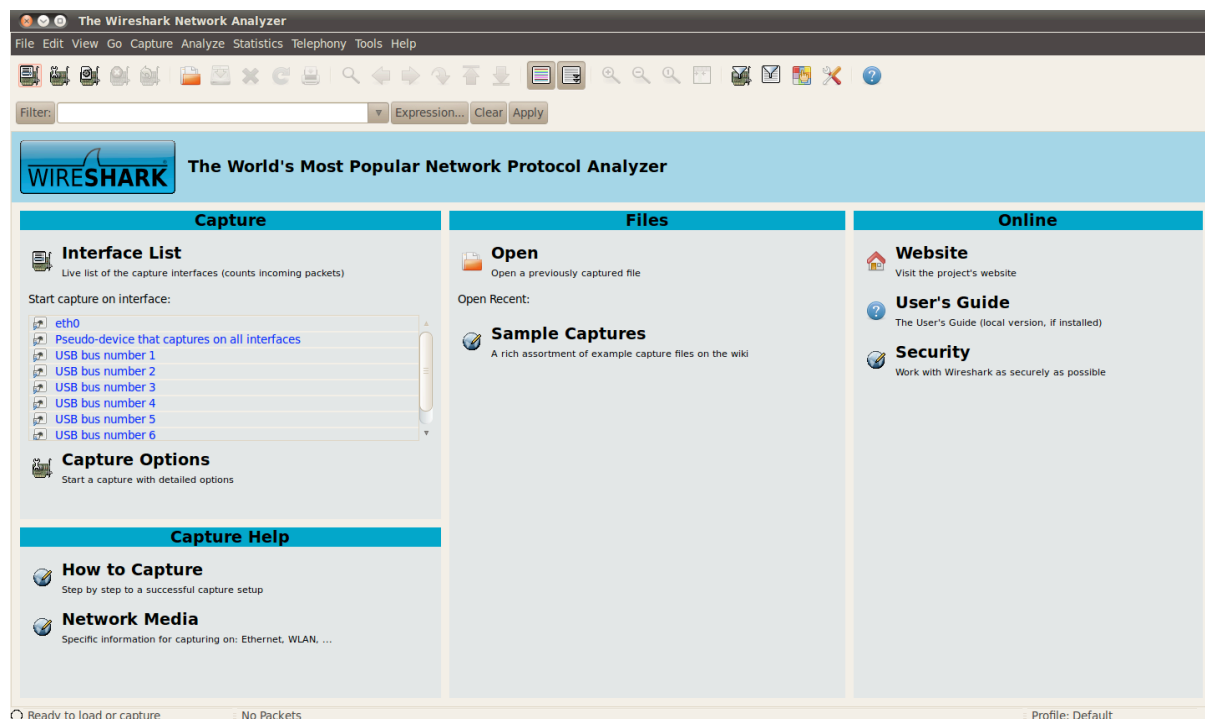 The Wireshark Network Analyzer
File Edit View Go Capture Analyze Statistics Telephony Tools Help
Filter: Expression... Clear Apply
WIRESHARK The World's Most Popular Network Protocol Analyzer
Capture
Interface List
Live list of the capture interfaces (counts incoming packets)
Start capture on interface:
eth0
Pseudo-device that captures on all interfaces
USB bus number 1
USB bus number 2
USB bus number 3
USB bus number 4
USB bus number 5
USB bus number 6
Capture Options
Start a capture with detailed options
Capture Help
How to Capture
Step by step to a successful capture setup
Network Media
Specific information for capturing on: Ethernet, WLAN, ...
Files
Open
Open a previously captured file
Open Recent:
Sample Captures
A rich assortment of example capture files on the wiki
Online
Website
Visit the project's website
User's Guide
The User's Guide (local version, if installed)
Security
Work with Wireshark as securely as possible
Ready to load or capture No Packets Profile: Default